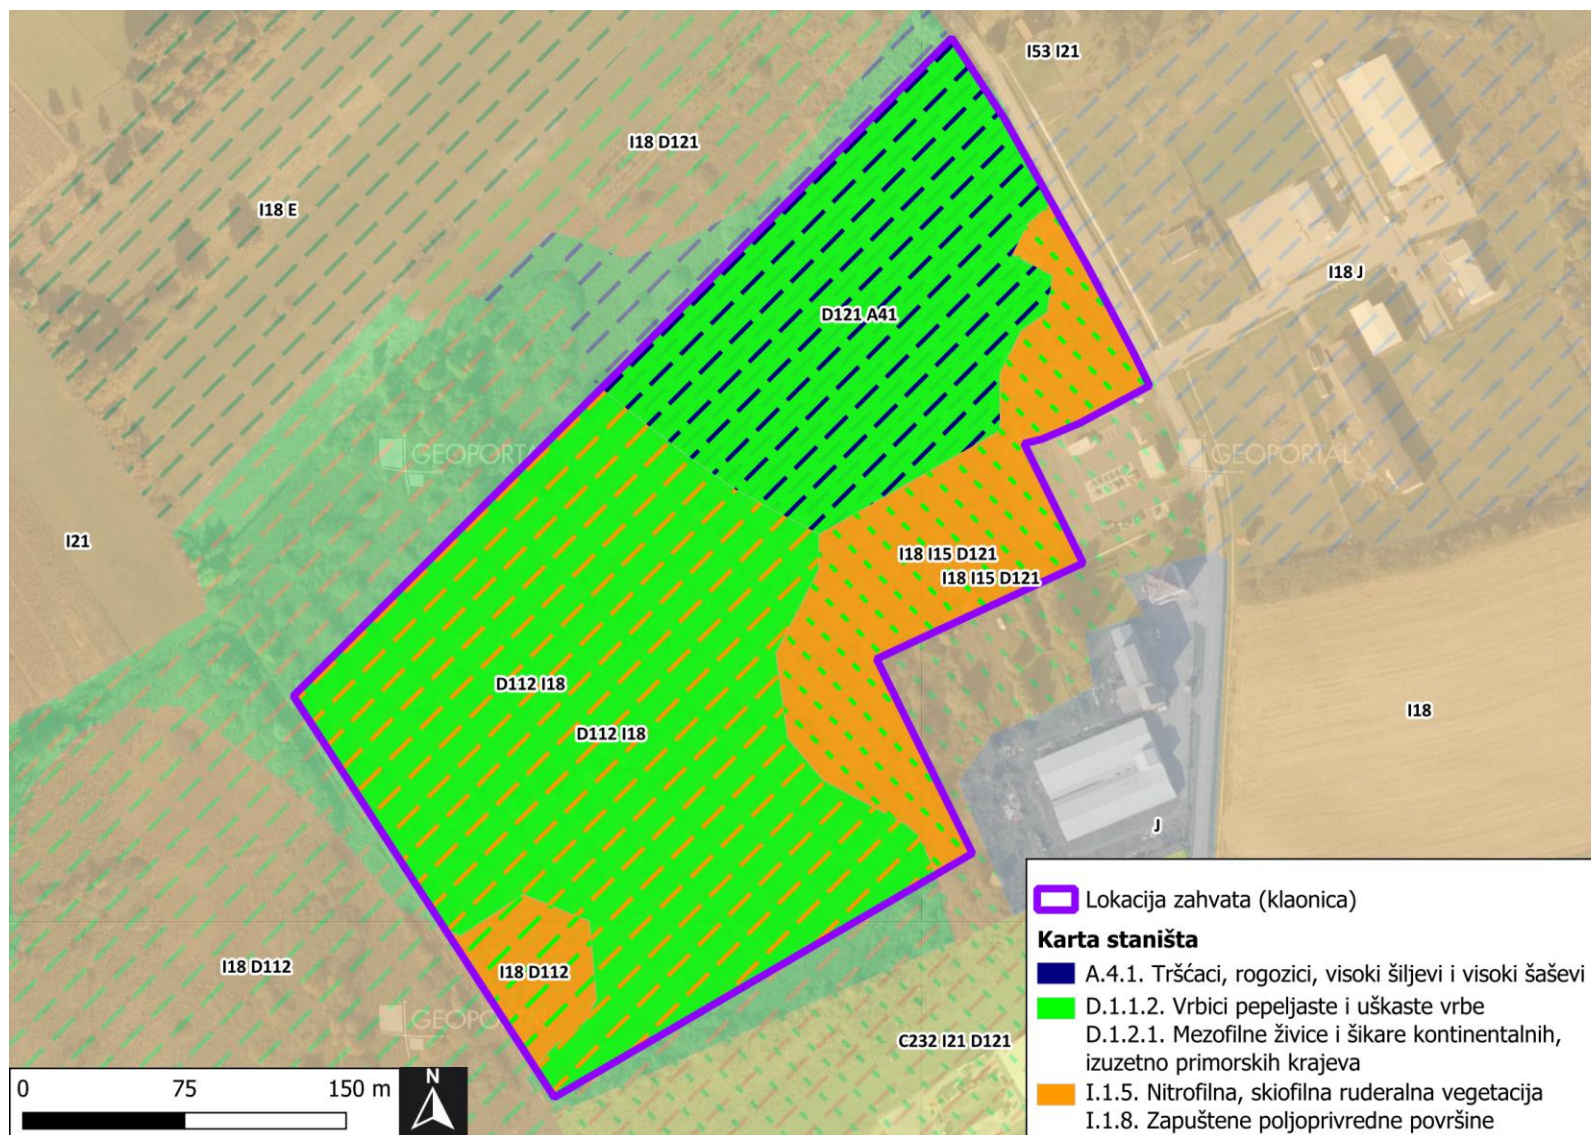 I53 I21
I18 D121
I18 E
I18 J
D121 A41
GEOPORTAL
GEOPORTAL
I21
I18 I15 D121
I18 I15 D121
D112 I18
I18
D112 I18
J
I18 D112
I18 D112
GEOPO
C232 I21 D121
0 75 150 m
N
Lokacija zahvata (klaonica)
Karta staništa
A.4.1. Tršćaci, rogozici, visoki šiljevi i visoki šaševi
D.1.1.2. Vrbici pepeljaste i uškaste vrbe
D.1.2.1. Mezofilne živice i šikare kontinentalnih,
izuzetno primorskih krajeva
I.1.5. Nitrofilna, skiofilna ruderalna vegetacija
I.1.8. Zapuštene poljoprivredne površine